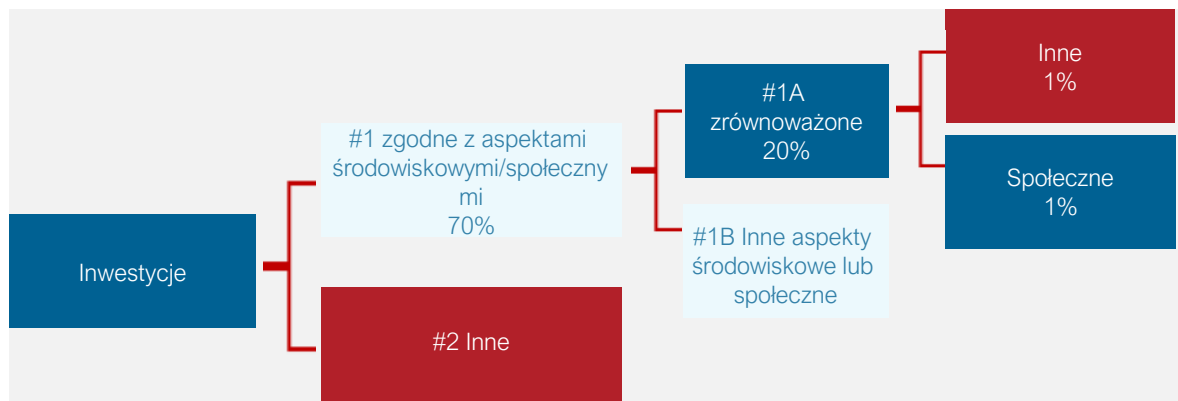 Inwestycje
#1 zgodne z aspektami
środowiskowymi/społeczny
mi
70%
#2 Inne
#1A
zrównoważone
20%
#1B Inne aspekty
środowiskowe lub
społeczne
Inne
1%
Społeczne
1%